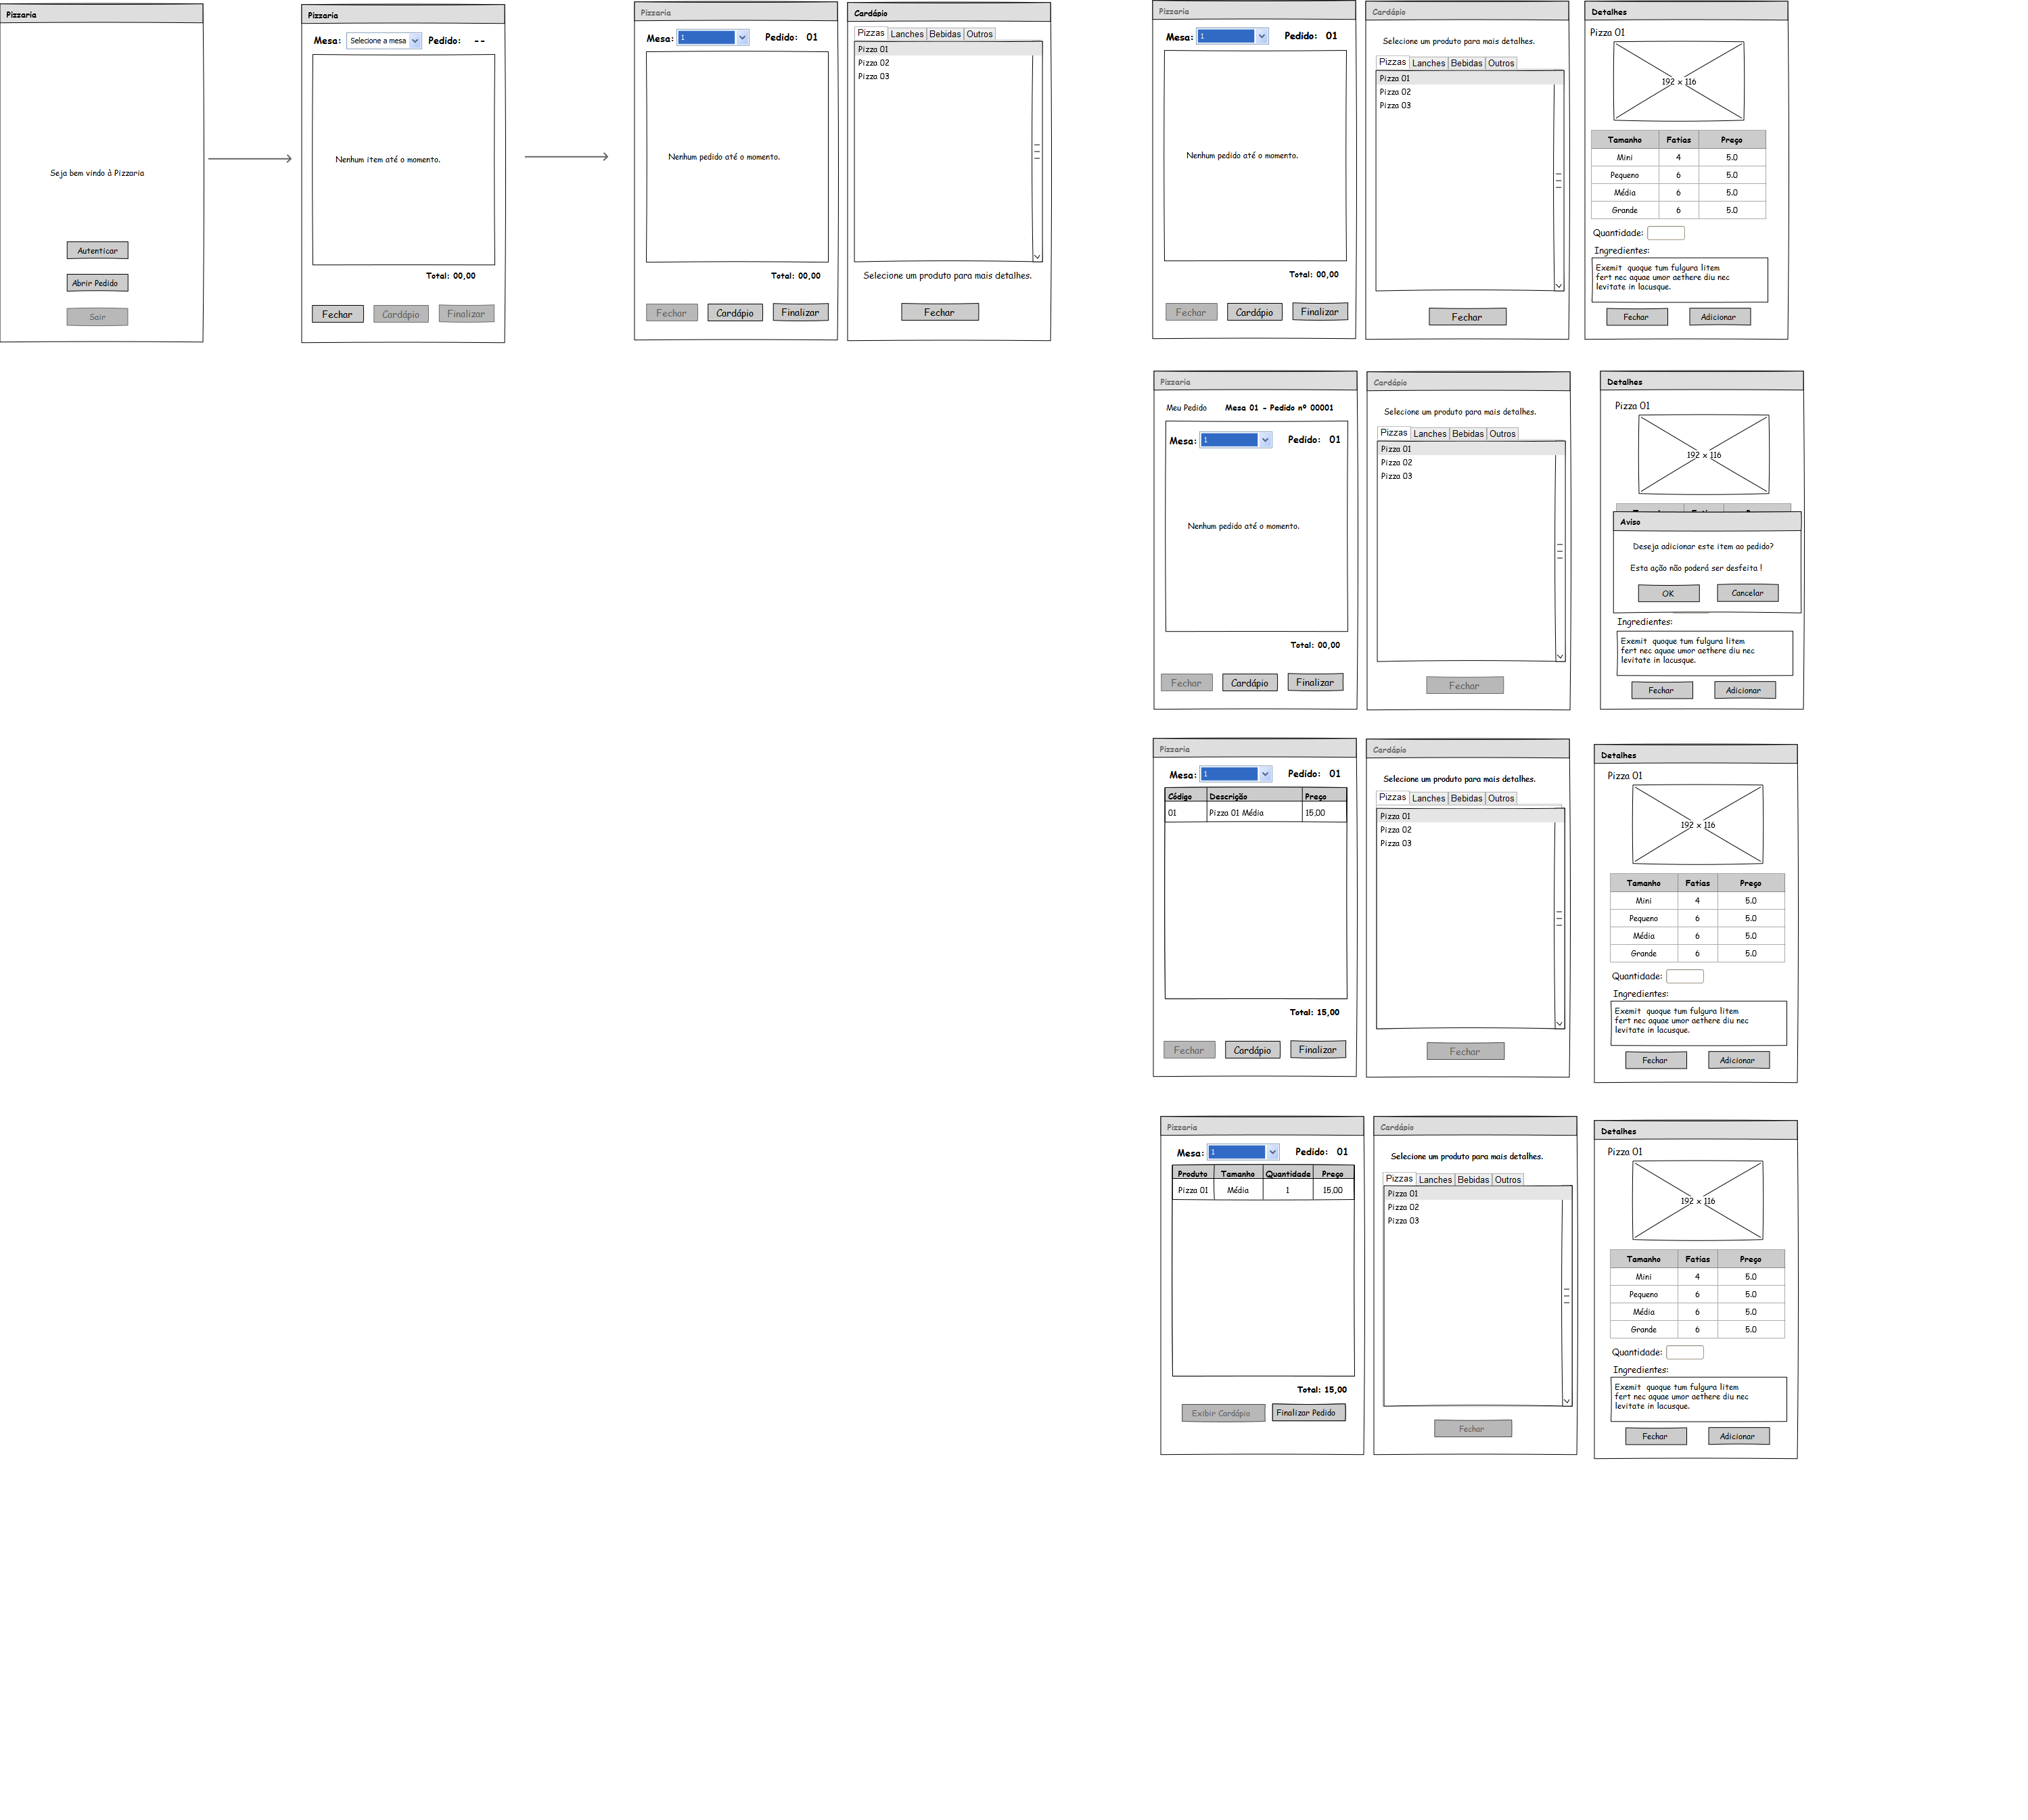 Pizzaria
Seja bem vindo à Pizzaria
Autenticar
Abrir Pedido
Sair
Pizzaria
Mesa: Selecione a mesa Pedido: --
Nenhum item até o momento.
Total: 00,00
Fechar Cardápio Finalizar
Pizzaria
Mesa: 1 Pedido: 01
Nenhum pedido até o momento.
Total: 00,00
Fechar Cardápio Finalizar
Cardápio
Pizzas Lanches Bebidas Outros
Pizza 01
Pizza 02
Pizza 03
Selecione um produto para mais detalhes.
Fechar
Pizzaria
Mesa: 1 Pedido: 01
Nenhum pedido até o momento.
Total: 00,00
Fechar Cardápio Finalizar
Cardápio
Selecione um produto para mais detalhes.
Pizzas Lanches Bebidas Outros
Pizza 01
Pizza 02
Pizza 03
Fechar
Detalhes
Pizza 01
192 x 116
Tamanho Fatias Preço
Mini 4 5.0
Pequeno 6 5.0
Média 6 5.0
Grande 6 5.0
Quantidade:
Ingredientes:
Exemit quoque tum fulgura litem
fert nec aquae umor aethere diu nec
levitate in lacusque.
Fechar Adicionar
Pizzaria
Meu Pedido Mesa 01 - Pedido nº 00001
Mesa: 1 Pedido: 01
Nenhum pedido até o momento.
Total: 00,00
Fechar Cardápio Finalizar
Cardápio
Selecione um produto para mais detalhes.
Pizzas Lanches Bebidas Outros
Pizza 01
Pizza 02
Pizza 03
Fechar
Detalhes
Pizza 01
192 x 116
Aviso
Deseja adicionar este item ao pedido?
Esta ação não poderá ser desfeita !
OK Cancelar
Ingredientes:
Exemit quoque tum fulgura litem
fert nec aquae umor aethere diu nec
levitate in lacusque.
Fechar Adicionar
Pizzaria
Mesa: 1 Pedido: 01
Código Descrição Preço
01 Pizza 01 Média 15,00
Total: 15,00
Fechar Cardápio Finalizar
Cardápio
Selecione um produto para mais detalhes.
Pizzas Lanches Bebidas Outros
Pizza 01
Pizza 02
Pizza 03
Fechar
Detalhes
Pizza 01
192 x 116
Tamanho Fatias Preço
Mini 4 5.0
Pequeno 6 5.0
Média 6 5.0
Grande 6 5.0
Quantidade:
Ingredientes:
Exemit quoque tum fulgura litem
fert nec aquae umor aethere diu nec
levitate in lacusque.
Fechar Adicionar
Pizzaria
Mesa: 1 Pedido: 01
Produto Tamanho Quantidade Preço
Pizza 01 Média 1 15,00
Total: 15,00
Exibir Cardápio Finalizar Pedido
Cardápio
Selecione um produto para mais detalhes.
Pizzas Lanches Bebidas Outros
Pizza 01
Pizza 02
Pizza 03
Fechar
Detalhes
Pizza 01
192 x 116
Tamanho Fatias Preço
Mini 4 5.0
Pequeno 6 5.0
Média 6 5.0
Grande 6 5.0
Quantidade:
Ingredientes:
Exemit quoque tum fulgura litem
fert nec aquae umor aethere diu nec
levitate in lacusque.
Fechar Adicionar